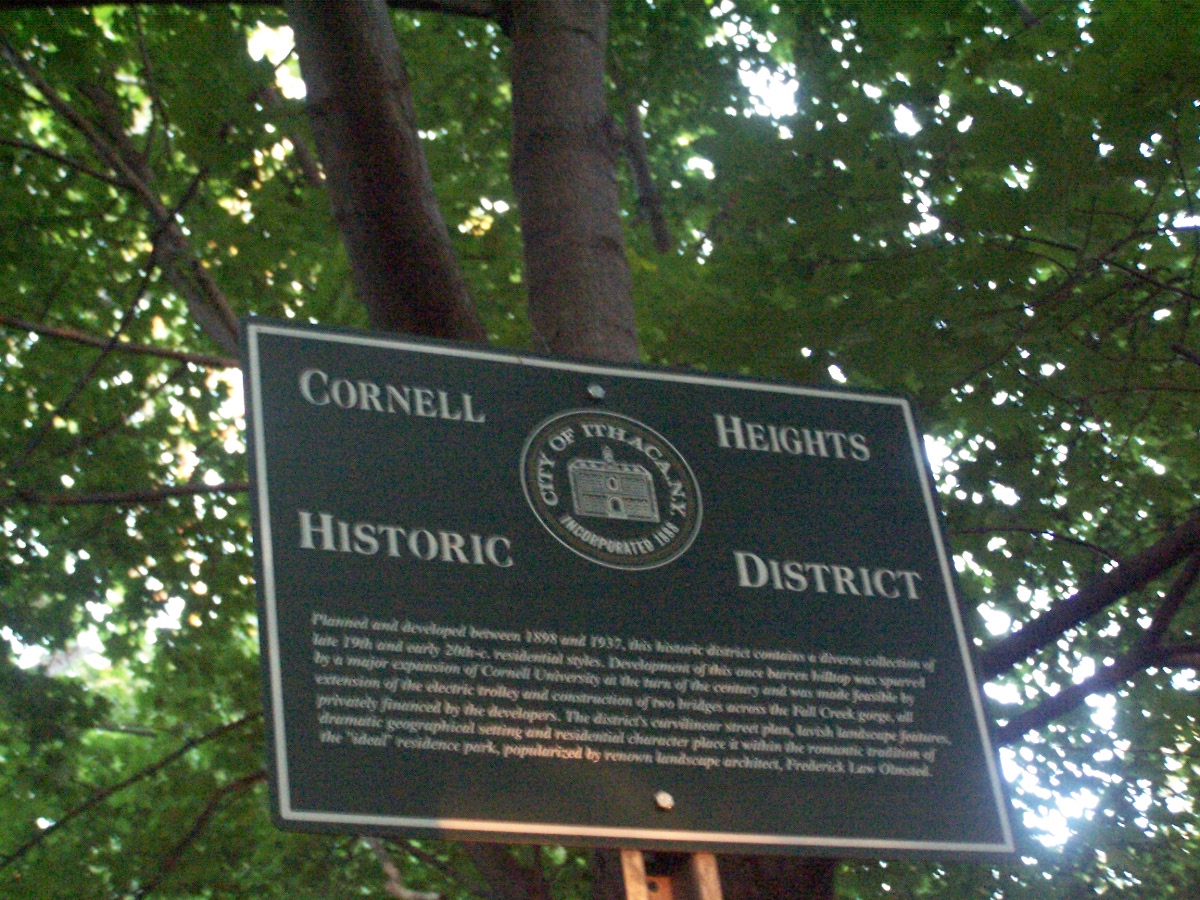 CORNELL HEIGHTS
CITY OF ITHACA, N.Y.
INCORPORATED 1888
HISTORIC DISTRICT
Planned and developed between 1898 and 1937, this historic district contains a diverse collection of
late 19th and early 20th-c. residential styles. Development of this once barren hilltop was spurred
by a major expansion of Cornell University at the turn of the century and was made feasible by
extension of the electric trolley and construction of two bridges across the Fall Creek gorge, all
privately financed by the developers. The district's curvilinear street plan, lavish landscape features,
dramatic geographical setting and residential character place it within the romantic tradition of
the "ideal" residence park, popularized by renown landscape architect, Frederick Law Olmsted.